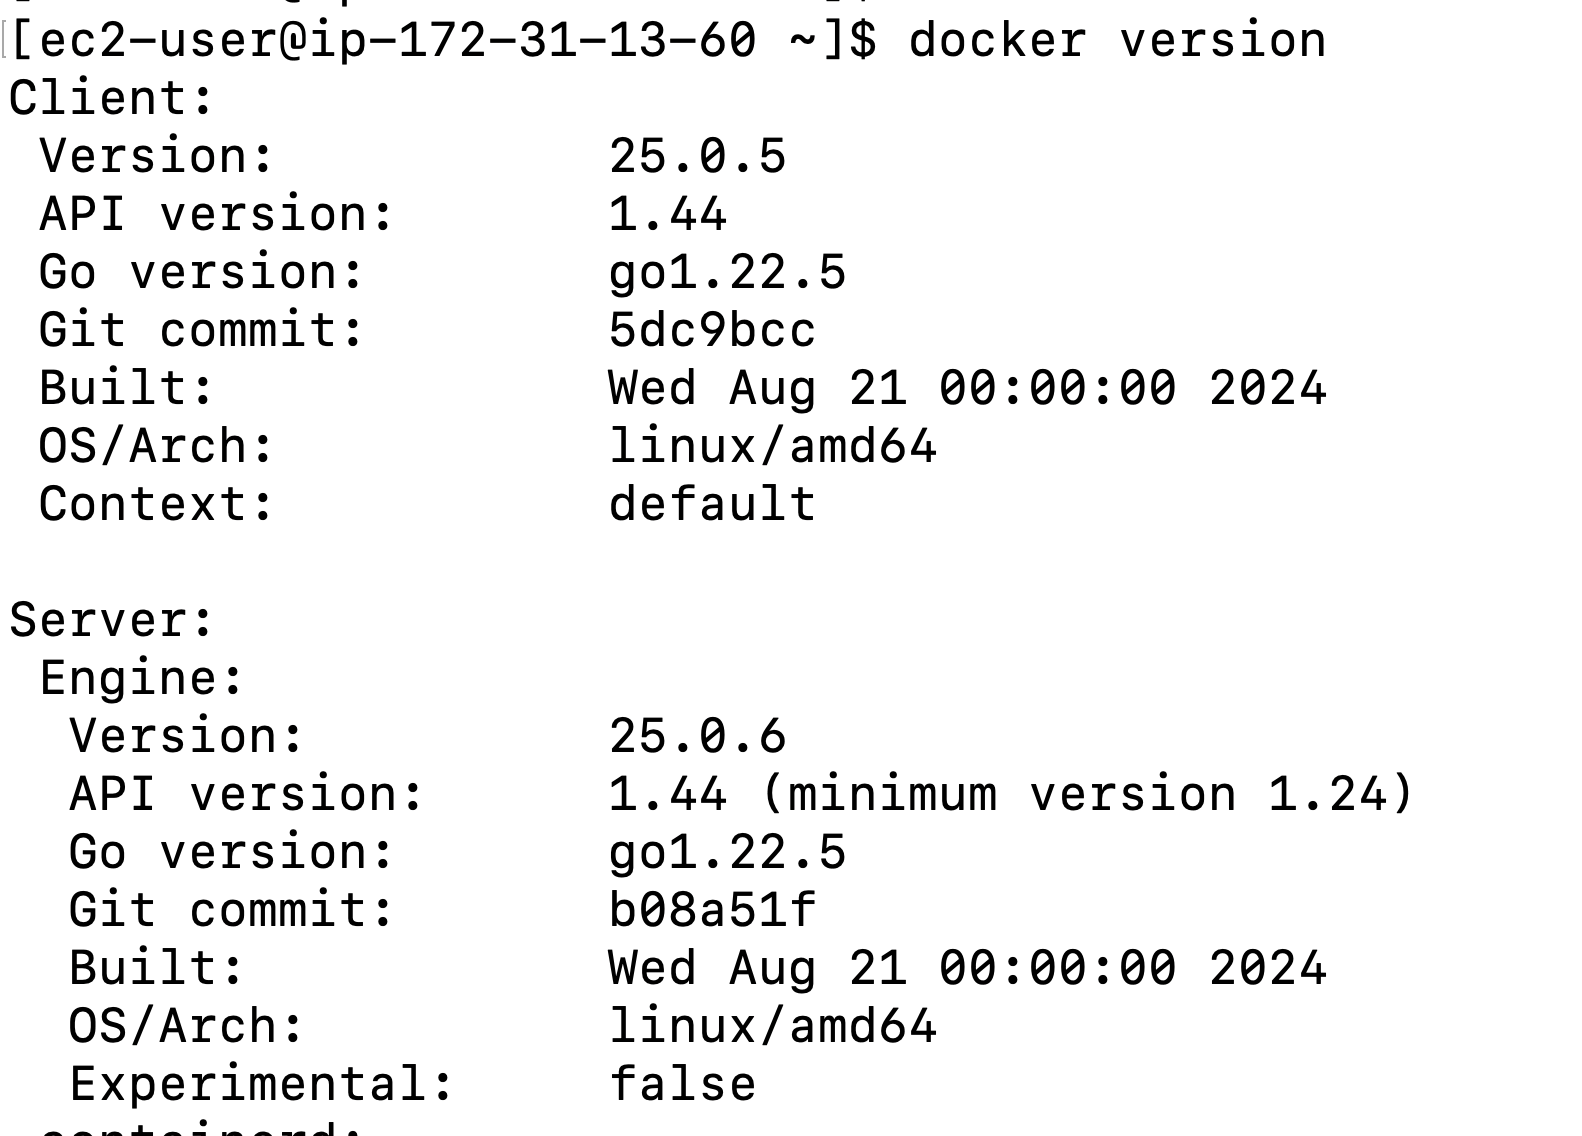 [ec2-user@ip-172-31-13-60 ~]$ docker version
Client:
 Version:           25.0.5
 API version:       1.44
 Go version:        go1.22.5
 Git commit:        5dc9bcc
 Built:             Wed Aug 21 00:00:00 2024
 OS/Arch:           linux/amd64
 Context:           default

Server:
 Engine:
  Version:          25.0.6
  API version:      1.44 (minimum version 1.24)
  Go version:       go1.22.5
  Git commit:       b08a51f
  Built:            Wed Aug 21 00:00:00 2024
  OS/Arch:          linux/amd64
  Experimental:     false
 containerd: